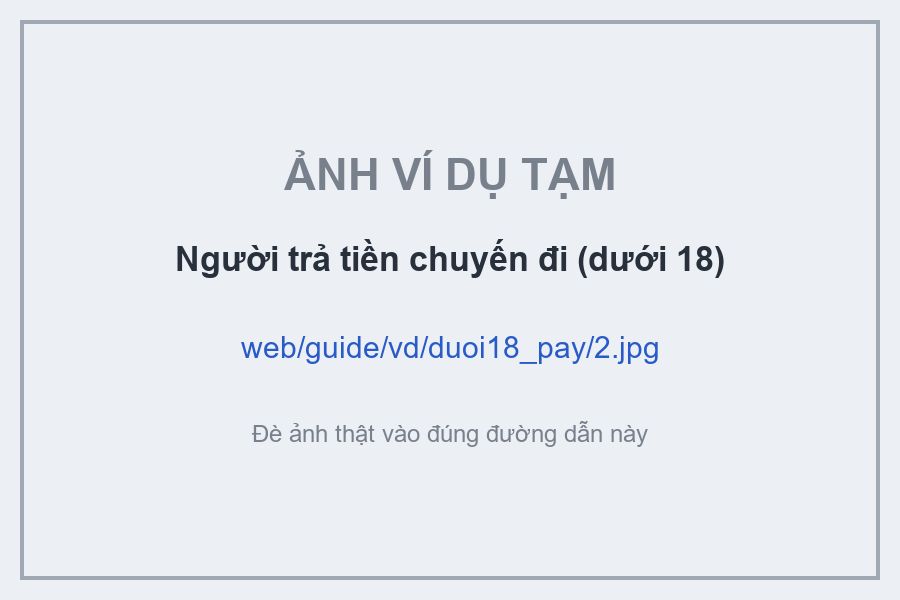 ẢNH VÍ DỤ TẠM
Người trả tiền chuyến đi (dưới 18)
web/guide/vd/duoi18_pay/2.jpg
Đè ảnh thật vào đúng đường dẫn này